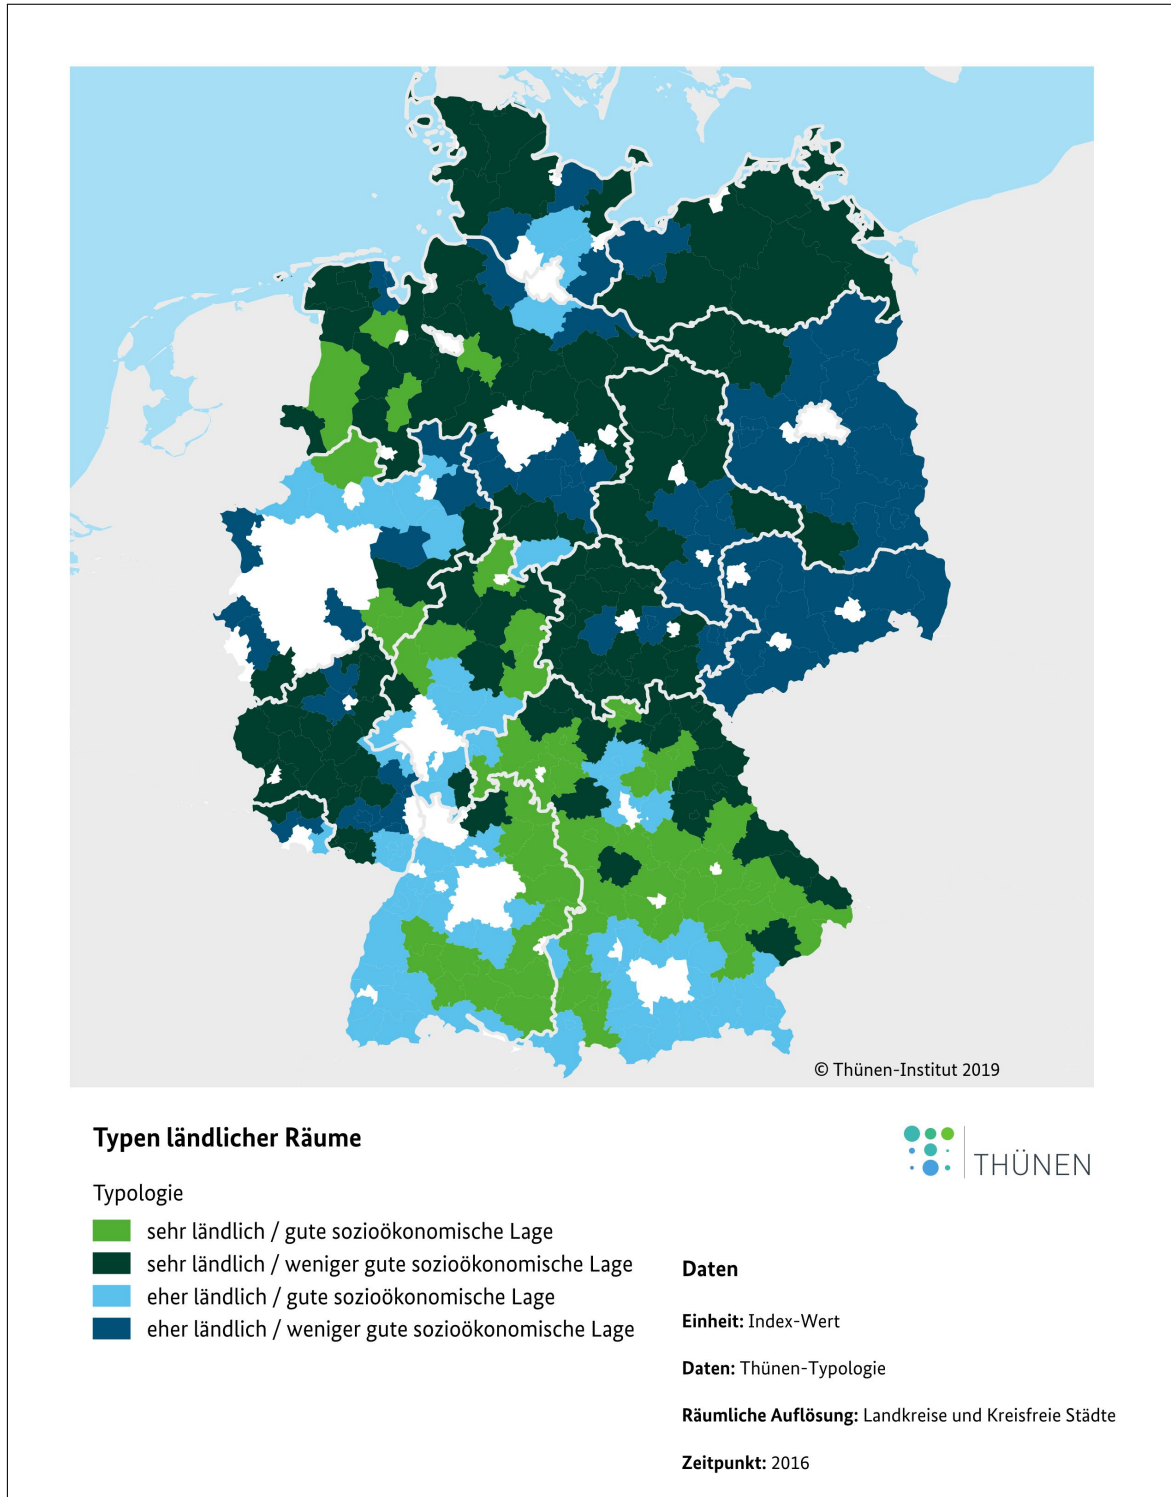 © Thünen-Institut 2019
Typen ländlicher Räume
THÜNEN
Typologie
sehr ländlich / gute sozioökonomische Lage
sehr ländlich / weniger gute sozioökonomische Lage
eher ländlich / gute sozioökonomische Lage
eher ländlich / weniger gute sozioökonomische Lage
Daten
Einheit: Index-Wert
Daten: Thünen-Typologie
Räumliche Auflösung: Landkreise und Kreisfreie Städte
Zeitpunkt: 2016